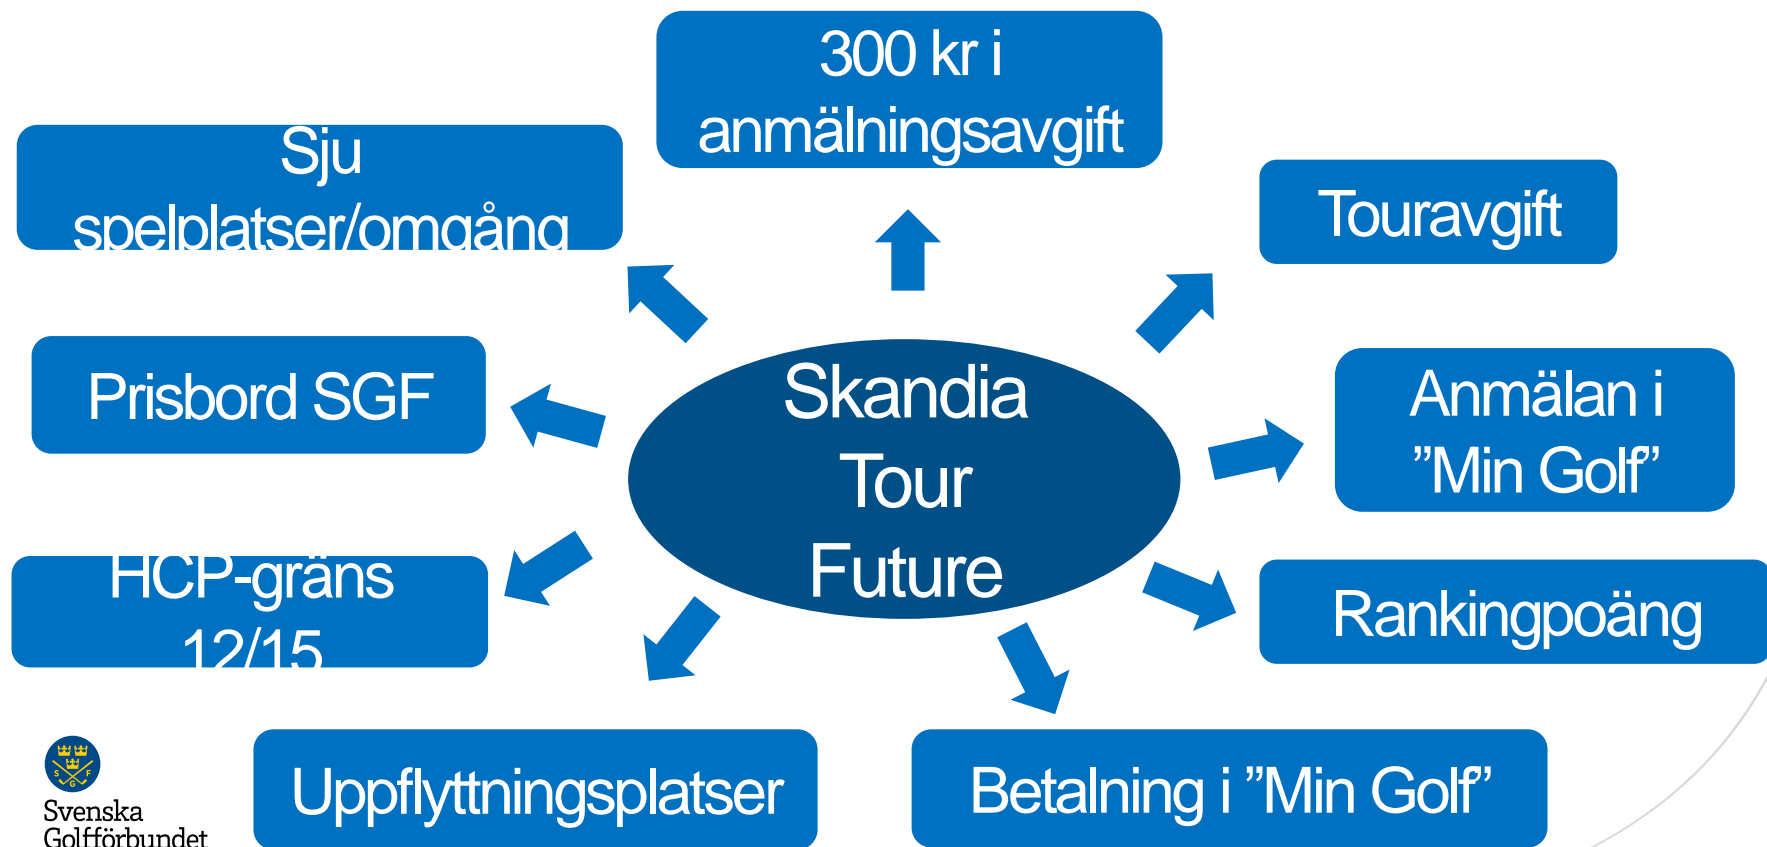 300 kr i
anmälningsavgift
Sju
spelplatser/omgång
Touravgift
Prisbord SGF
Skandia
Tour
Future
Anmälan i
”Min Golf”
HCP-gräns
12/15
Rankingpoäng
Uppflyttningsplatser
Betalning i ”Min Golf”
S F
G
Svenska
Golfförbundet